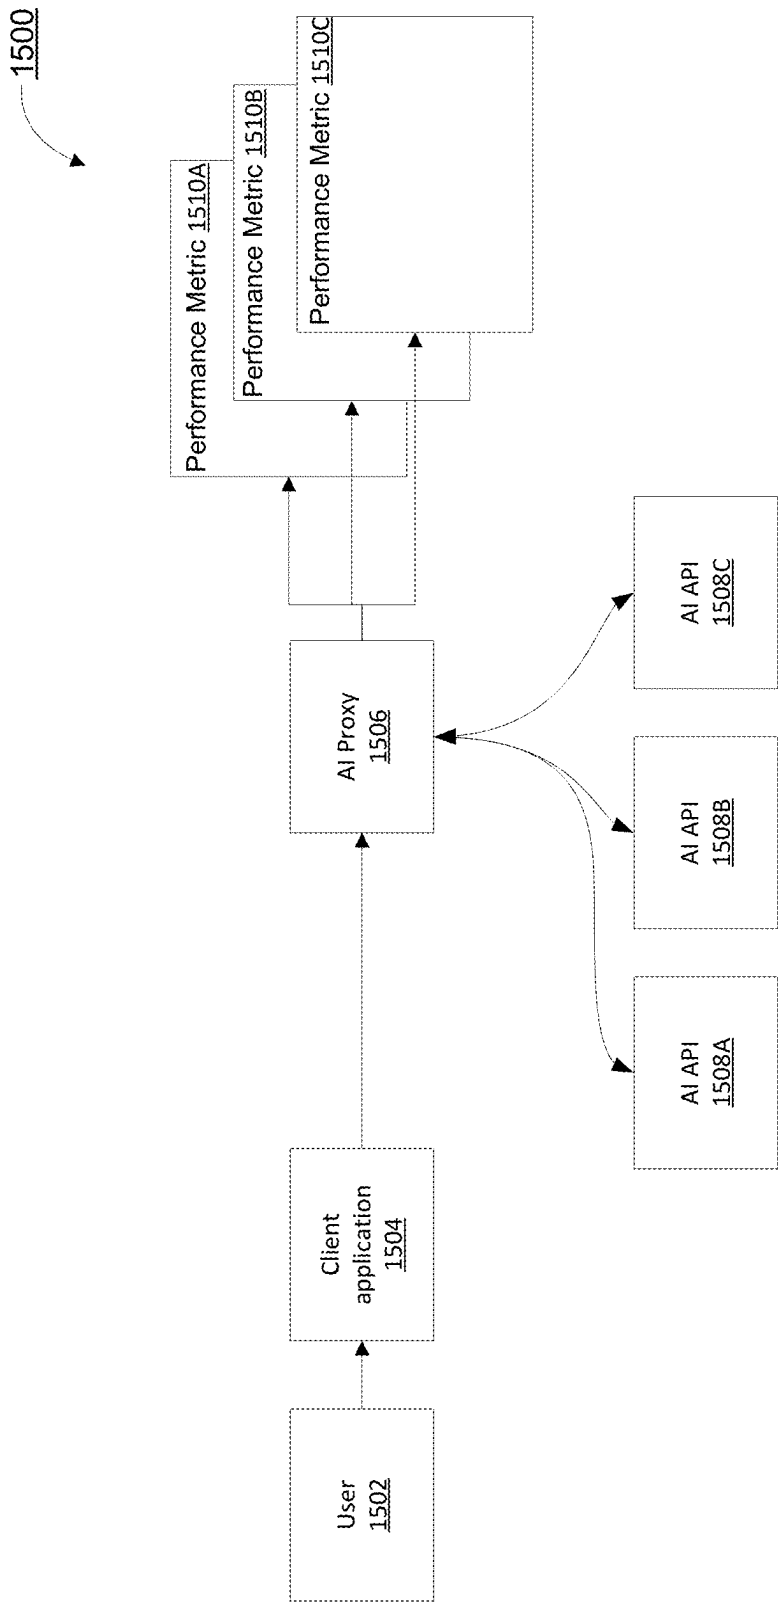 1500
Performance Metric 1510A
Performance Metric 1510B
Performance Metric 1510C
User
1502
Client
application
1504
AI Proxy
1506
AI API
1508A
AI API
1508B
AI API
1508C